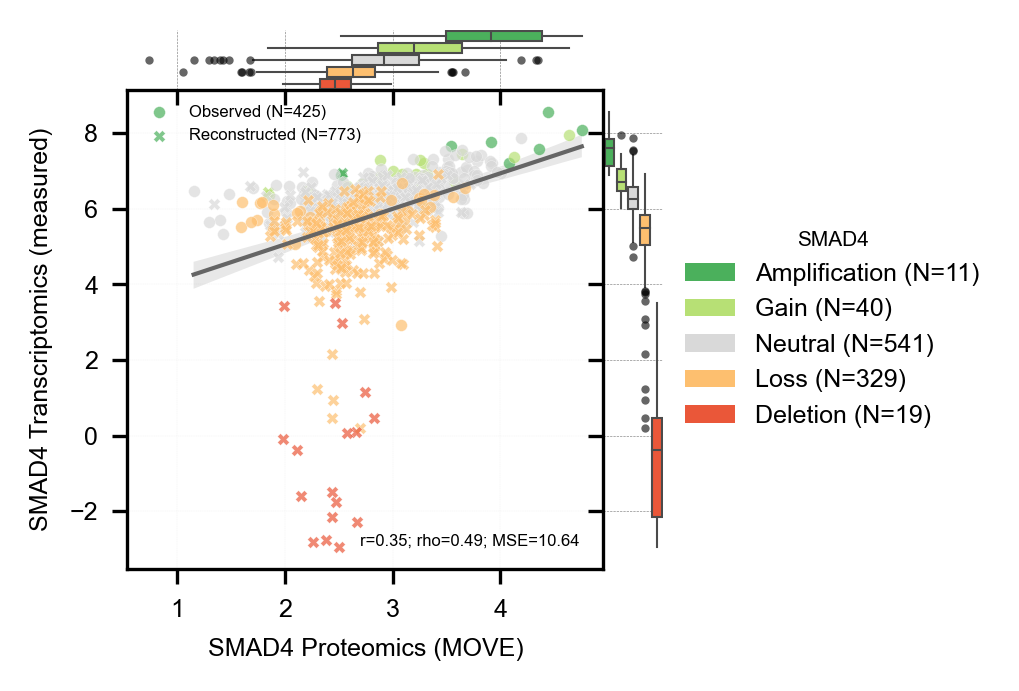 Observed (N=425)
Reconstructed (N=773)
8
6
4
2
0
−2
SMAD4 Transcriptomics (measured)
r=0.35; rho=0.49; MSE=10.64
1 2 3 4
SMAD4 Proteomics (MOVE)
SMAD4
Amplification (N=11)
Gain (N=40)
Neutral (N=541)
Loss (N=329)
Deletion (N=19)